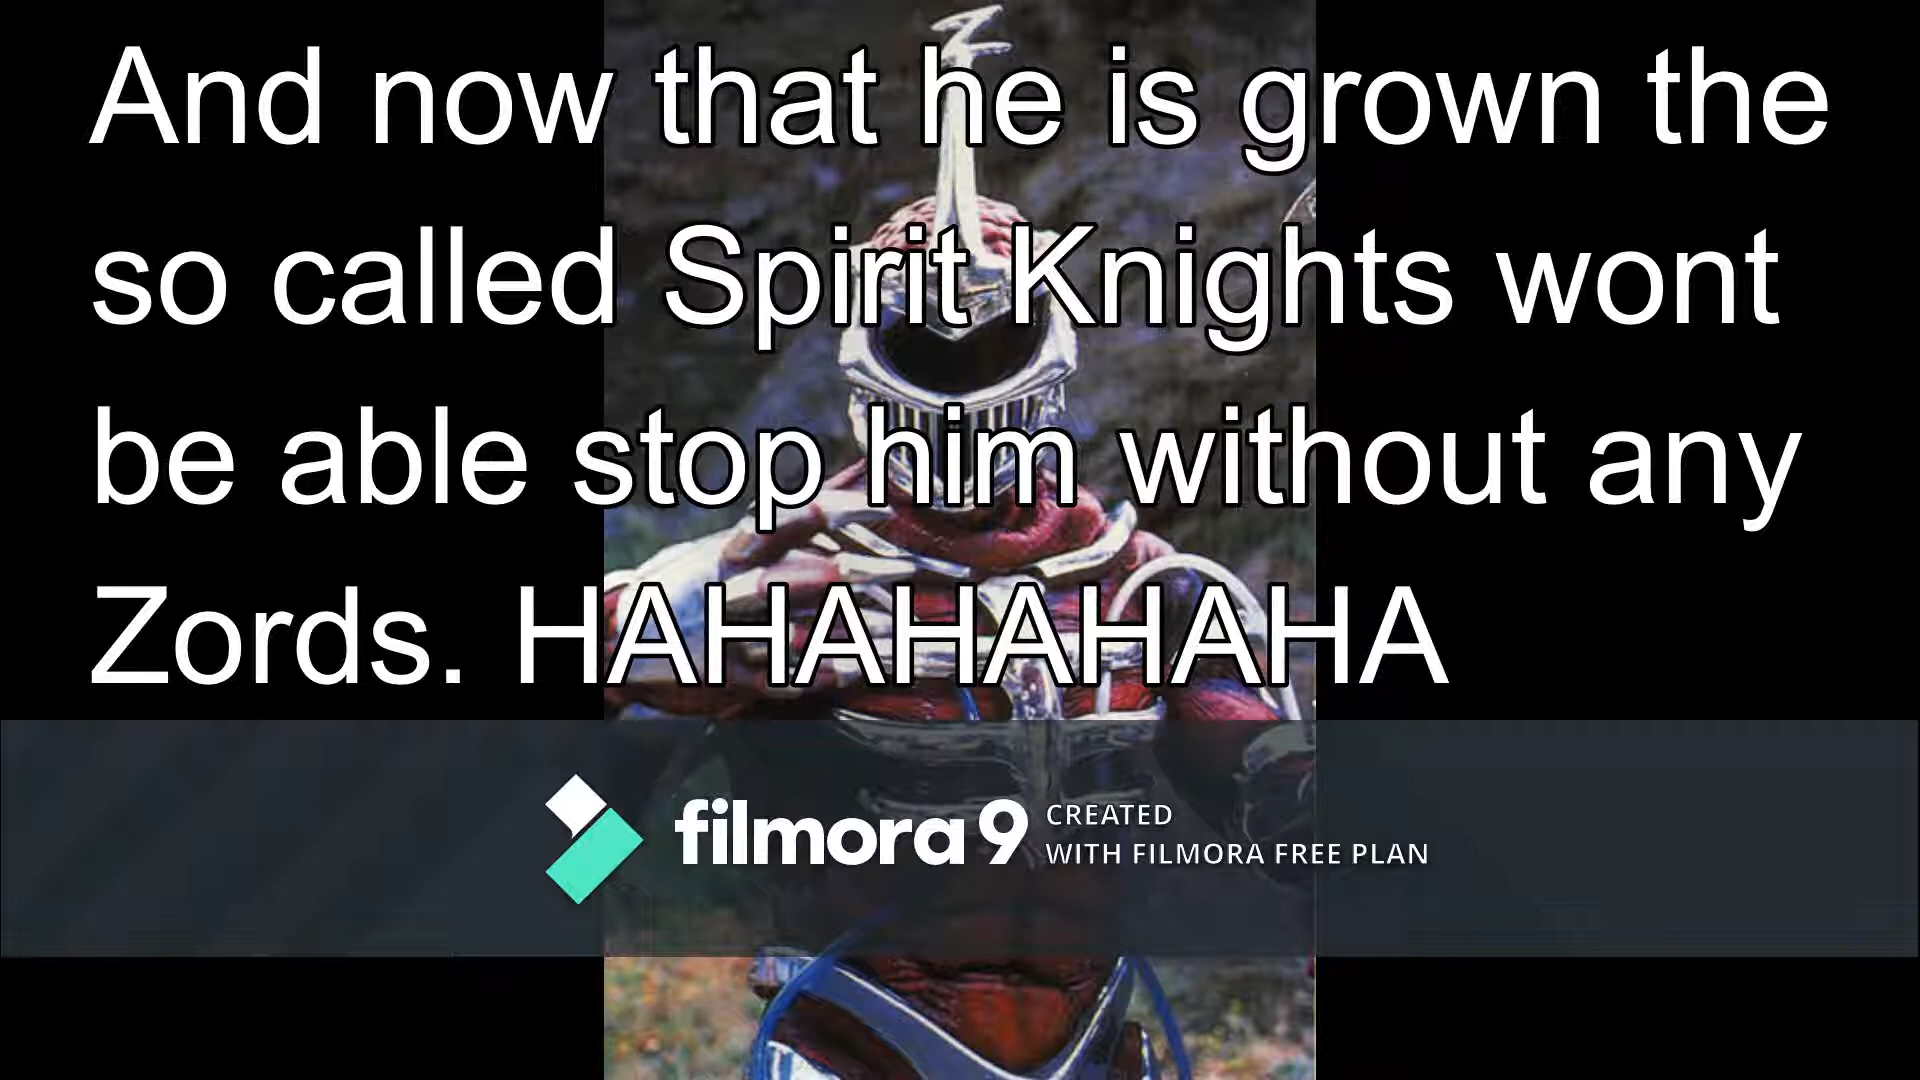 And now that he is grown the
so called Spirit Knights wont
be able stop him without any
Zords. HAHAHAHAHA
filmora 9 CREATED
WITH FILMORA FREE PLAN